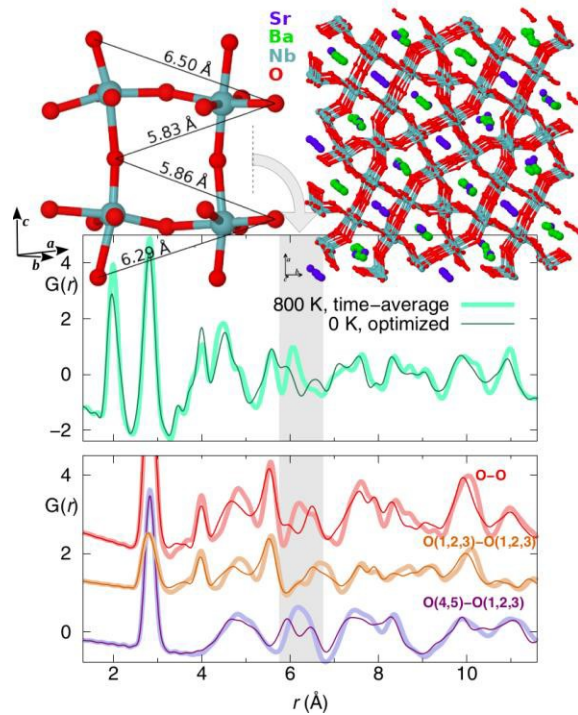 Sr
Ba
Nb
O
6.50 Å
5.83 Å
5.86 Å
6.29 Å
c
a
b
G(r)
4
2
0
−2
800 K, time−average
0 K, optimized
a
b
c
G(r)
4
2
0
O−O
O(1,2,3)−O(1,2,3)
O(4,5)−O(1,2,3)
2 4 6 8 10
r (Å)